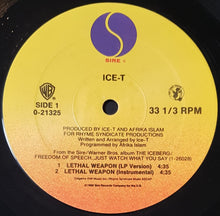 SIRE
ICE-T
SIDE 1
0-21325
33 1/3 RPM
PRODUCED BY ICE-T AND AFRIKA ISLAM
FOR RHYME SYNDICATE PRODUCTIONS
Written and Arranged by Ice-T
Programmed by Afrika Islam
From the Sire/Warner Bros. album THE ICEBERG/
FREEDOM OF SPEECH...JUST WATCH WHAT YOU SAY (1-26028)
1 LETHAL WEAPON (LP Version) 4:35
2 LETHAL WEAPON (Instrumental) 4:35